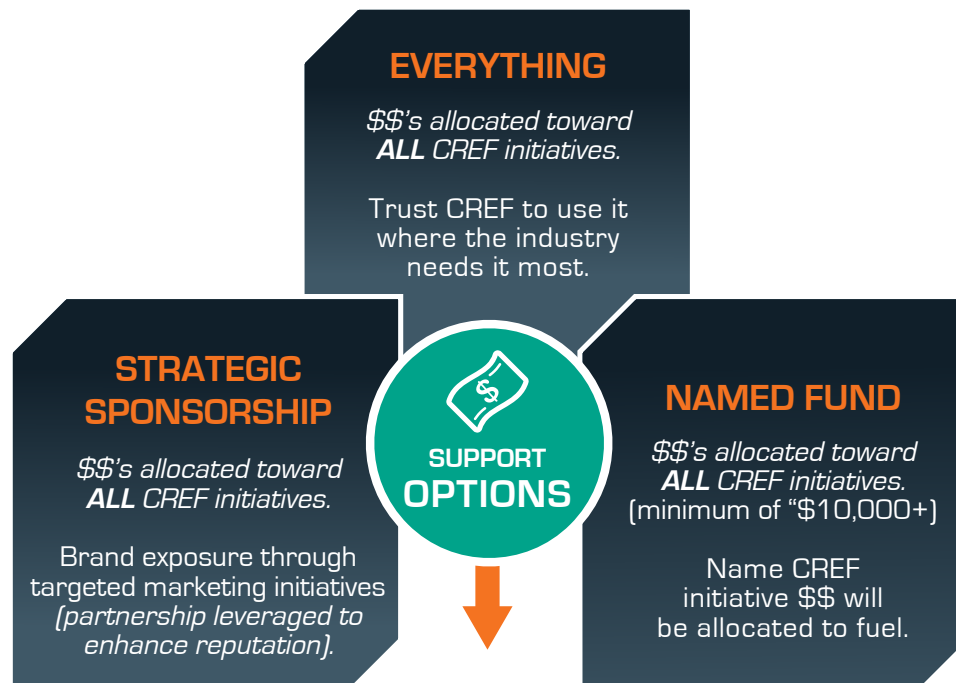 EVERYTHING
$$'s allocated toward
ALL CREF initiatives.
Trust CREF to use it
where the industry
needs it most.
STRATEGIC
SPONSORSHIP
$$'s allocated toward
ALL CREF initiatives.
Brand exposure through
targeted marketing initiatives
(partnership leveraged to
enhance reputation).
$
SUPPORT
OPTIONS
NAMED FUND
$$'s allocated toward
ALL CREF initiatives.
(minimum of “$10,000+)
Name CREF
initiative $$ will
be allocated to fuel.